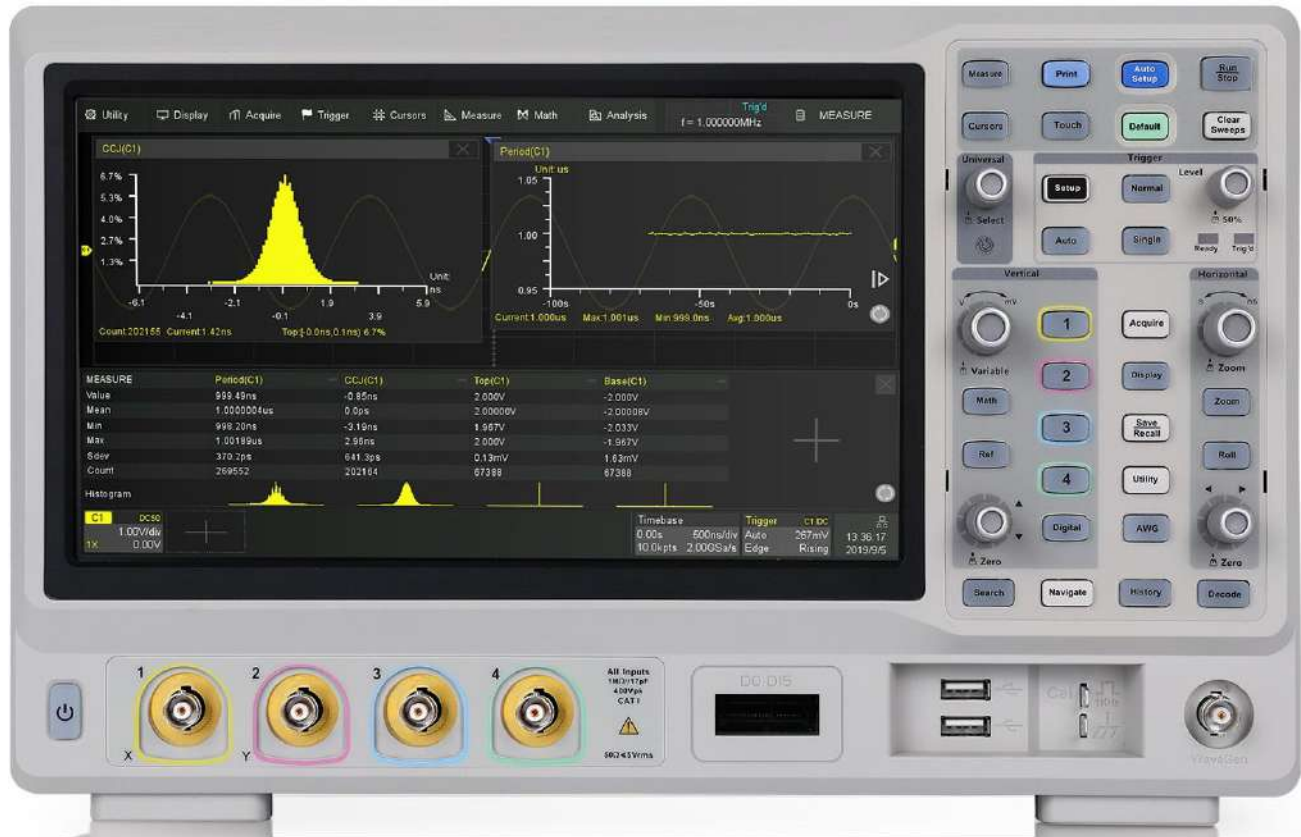 Utility Display Acquire Trigger Cursors Measure Math Analysis
Trig'd
f = 1.000000MHz
MEASURE
CCJ(C1)
6.7%
5.3%
4.0%
2.7%
1.3%
Unit:
ns
-6.1 -2.1 1.9 5.9
-4.1 -0.1 3.9
Count:202155 Current:1.42ns Top:[-0.0ns,0.1ns) 6.7%
Period(C1)
Unit:us
1.05
1.00
0.95
-100s -50s 0s
Current:1.000us Max:1.001us Min:999.0ns Avg:1.000us
MEASURE Period(C1) CCJ(C1) Top(C1) Base(C1)
Value 999.49ns -0.85ns 2.000V -2.000V
Mean 1.0000004us 0.0ps 2.00006V -2.00008V
Min 998.20ns -3.19ns 1.967V -2.033V
Max 1.00189us 2.96ns 2.000V -1.967V
Sdev 370.2ps 641.3ps 0.13mV 1.63mV
Count 269552 202164 67388 67388
Histogram
C1 DC50
1.00V/div
1X 0.00V
Timebase
0.00s 500ns/div
10.0kpts 2.00GSa/s
Trigger C1 DC
Auto 267mV
Edge Rising
13:36:17
2019/9/5
Measure
Print
Auto
Setup
Run
Stop
Cursors
Touch
Default
Clear
Sweeps
Universal
Select
Trigger
Setup
Normal
Level
50%
Auto
Single
Ready Trig'd
Vertical
V mV
Variable
1
2
3
4
Math
Ref
Digital
Zero
Acquire
Display
Save
Recall
Utility
AWG
Horizontal
s ns
Zoom
Zoom
Roll
Zero
Search
Navigate
History
Decode
1
2
3
4
X
Y
All Inputs
1MΩ//17pF
400Vpk
CAT I
50Ω≤5Vrms
D0.D15
Cal
WaveGen